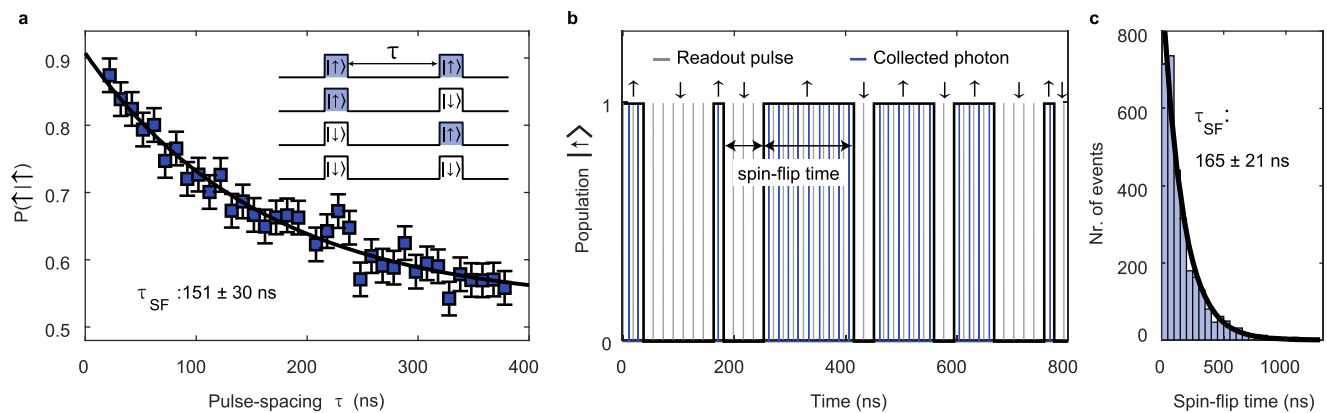 a
0.9
0.8
0.7
0.6
0.5
P(↑|↑)
0
100
200
300
400
Pulse-spacing τ (ns)
τ
|↑⟩ |↑⟩
|↑⟩ |↓⟩
|↓⟩ |↑⟩
|↓⟩ |↓⟩
τSF :151 ± 30 ns
b
Readout pulse
Collected photon
↑ ↓ ↑ ↓ ↑ ↓ ↑ ↓ ↑ ↓ ↑ ↓
1
0
Population |↑⟩
spin-flip time
0
200
400
600
800
Time (ns)
c
800
600
400
200
0
Nr. of events
τSF:
165 ± 21 ns
0
500
1000
Spin-flip time (ns)